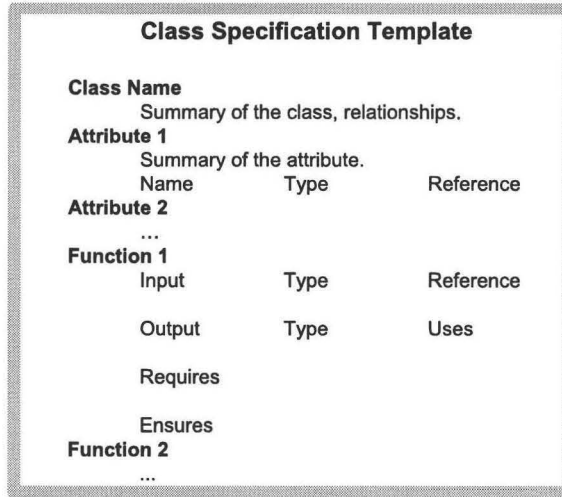 Class Specification Template
Class Name
Summary of the class, relationships.
Attribute 1
Summary of the attribute.
Name Type Reference
Attribute 2
...
Function 1
Input Type Reference
Output Type Uses
Requires
Ensures
Function 2
...